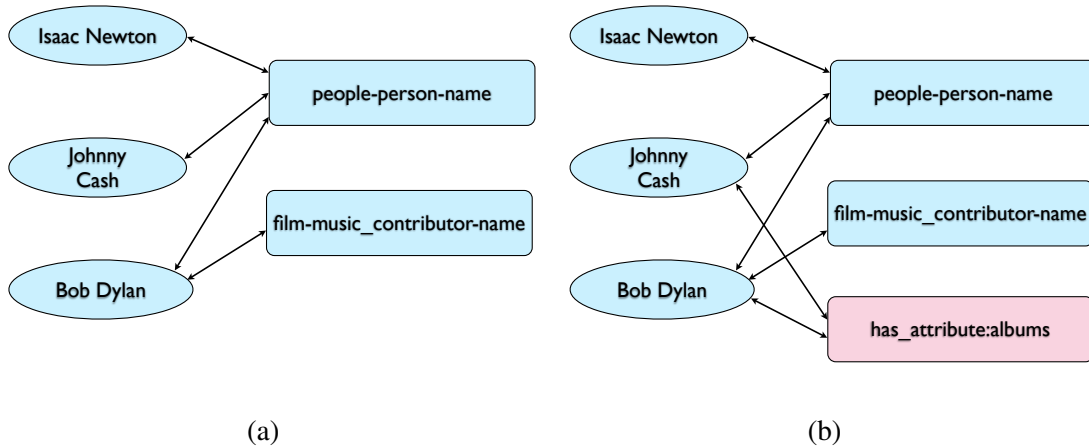 Isaac Newton
people-person-name
Johnny
Cash
film-music_contributor-name
Bob Dylan
(a)
Isaac Newton
people-person-name
Johnny
Cash
film-music_contributor-name
Bob Dylan
has_attribute:albums
(b)